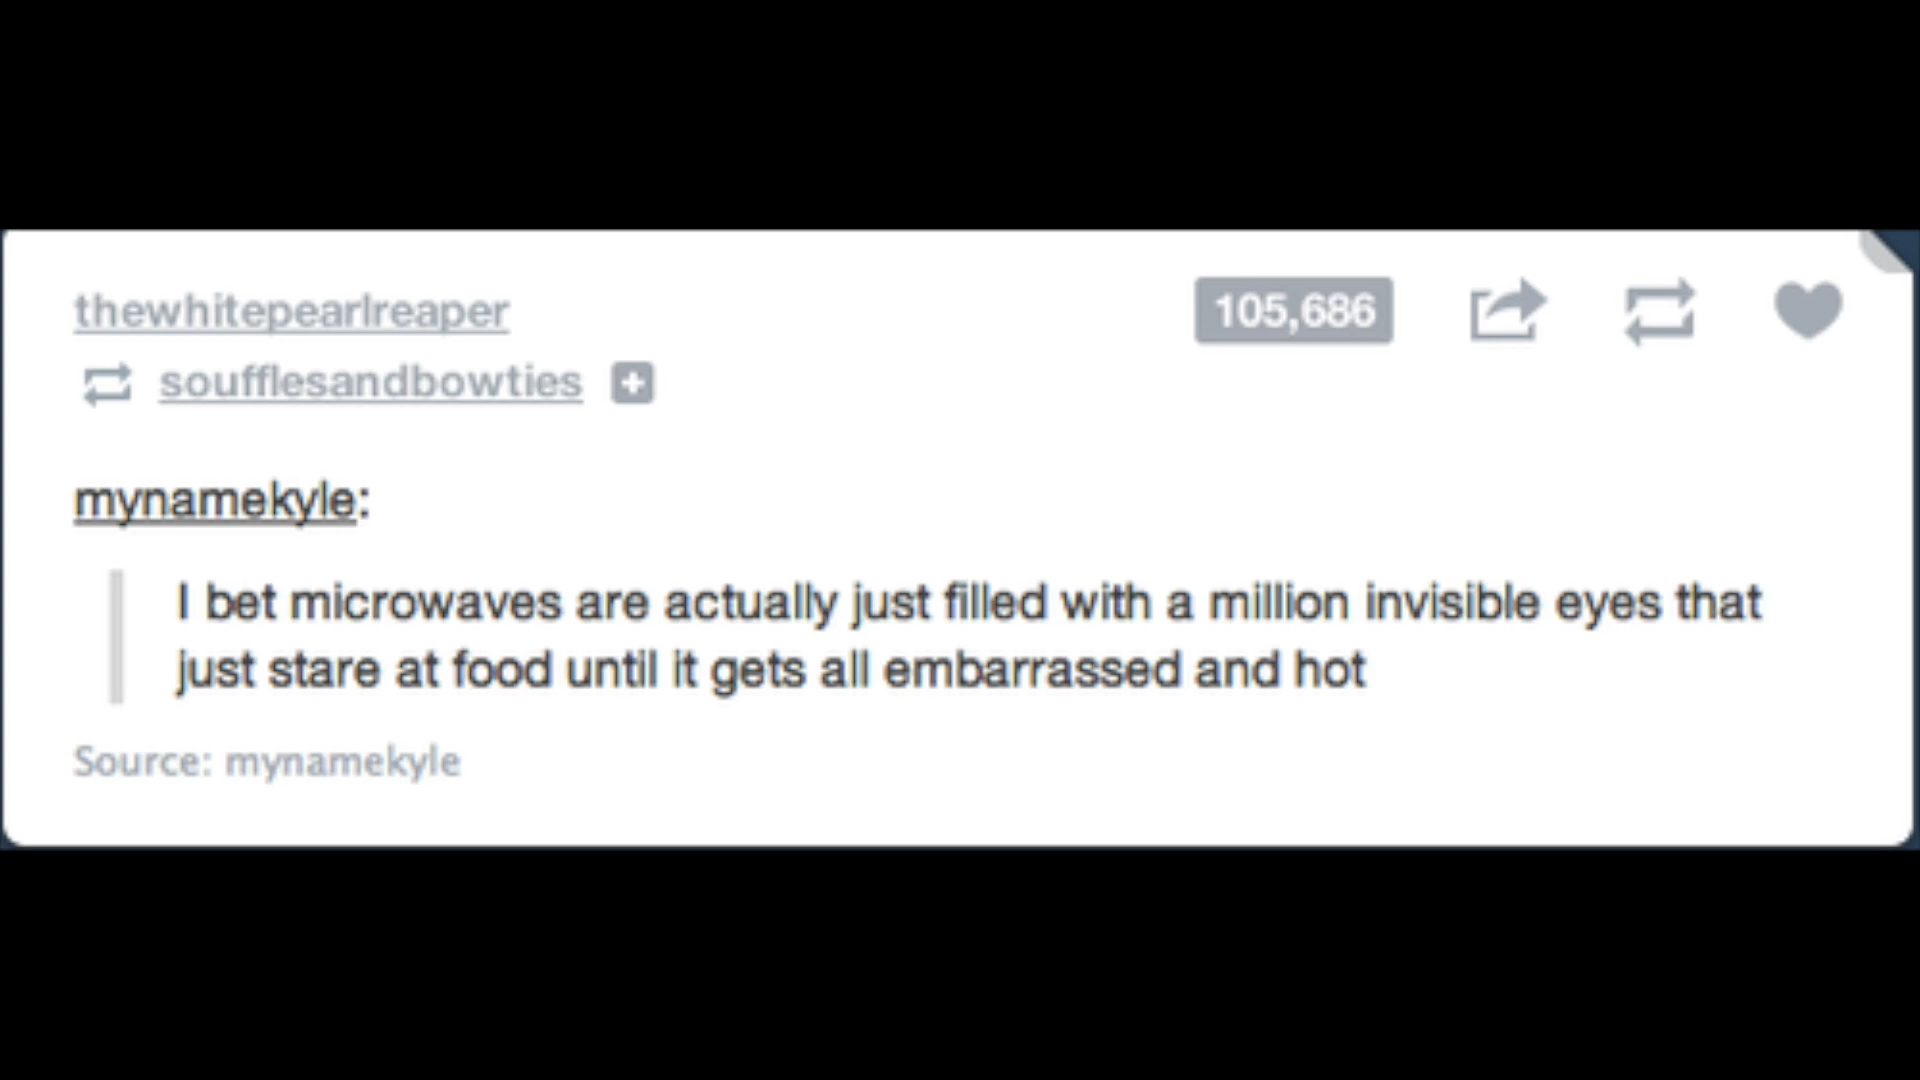 thewhitepearlreaper
105,686
soufflesandbowties
mynamekyle:
I bet microwaves are actually just filled with a million invisible eyes that
just stare at food until it gets all embarrassed and hot
Source: mynamekyle